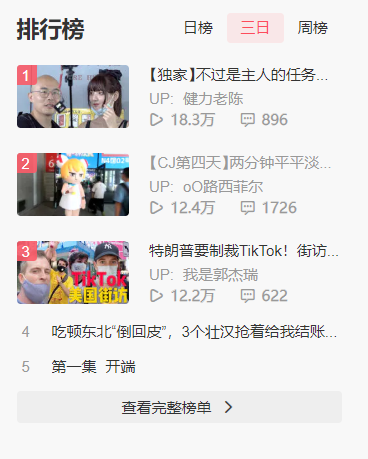 排行榜 日榜 三日 周榜
1
【独家】不过是主人的任务...
UP: 健力老陈
18.3万 896
2
【CJ第四天】两分钟平平淡...
UP: oO路西菲尔
12.4万 1726
3
TikTok
美国街访
特朗普要制裁TikTok！街访...
UP: 我是郭杰瑞
12.2万 622
4 吃顿东北“倒回皮”，3个壮汉抢着给我结账...
5 第一集 开端
查看完整榜单 >